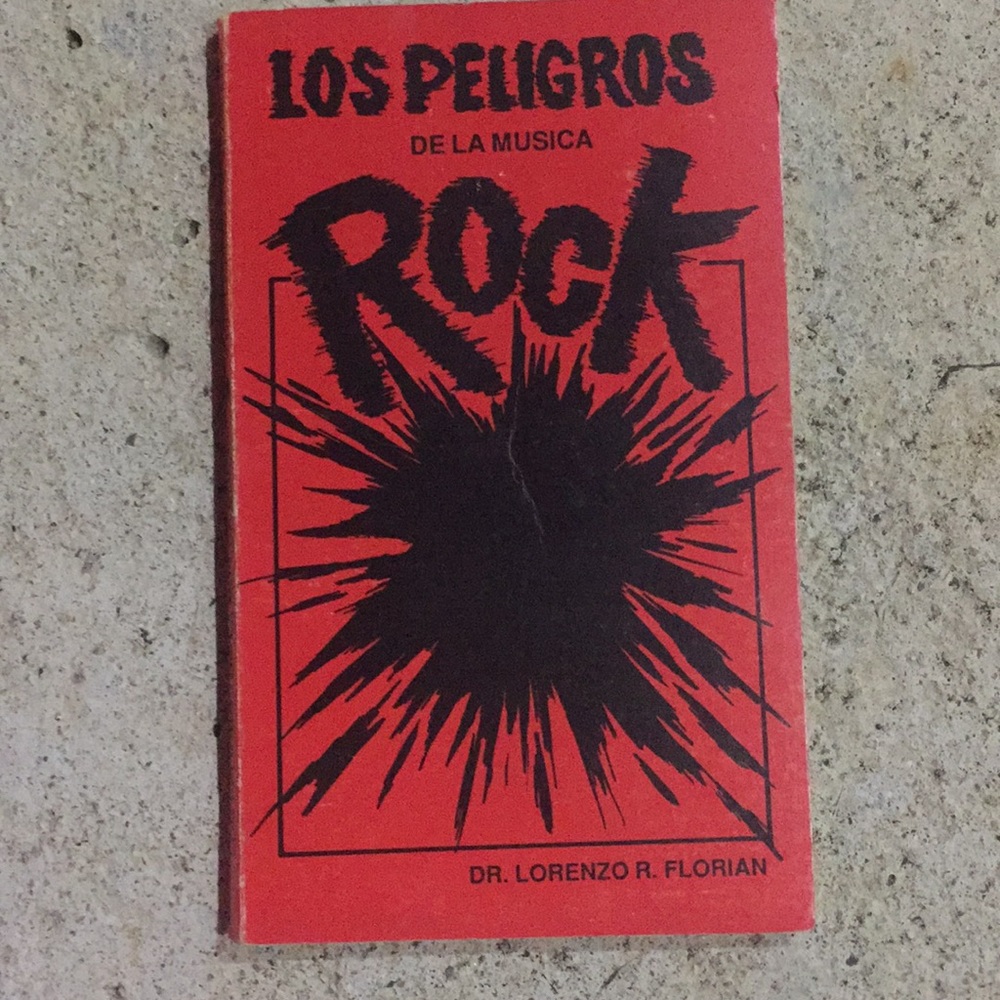 LOS PELIGROS
DE LA MUSICA
ROCK
DR. LORENZO R. FLORIAN